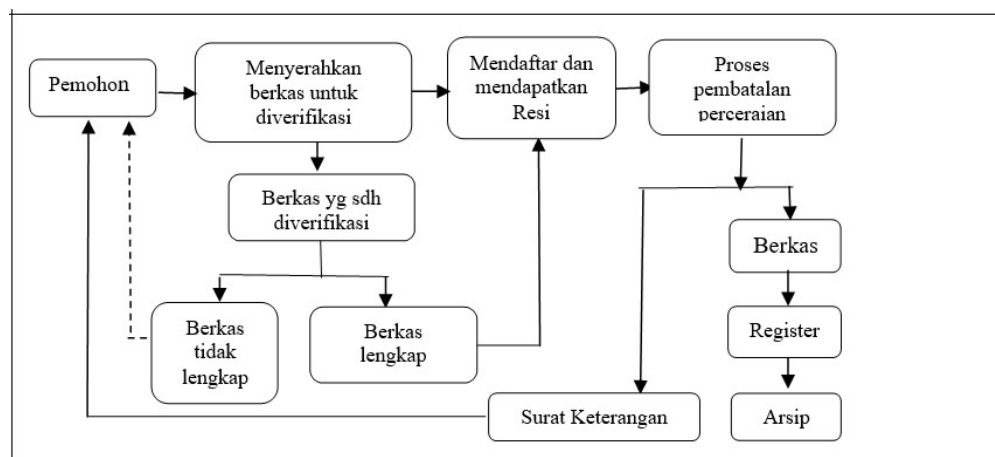 Pemohon
Menyerahkan
berkas untuk
diverifikasi
Mendaftar dan
mendapatkan
Resi
Proses
pembatalan
perceraian
Berkas yg sdh
diverifikasi
Berkas
Berkas
tidak
lengkap
Berkas
lengkap
Register
Surat Keterangan
Arsip